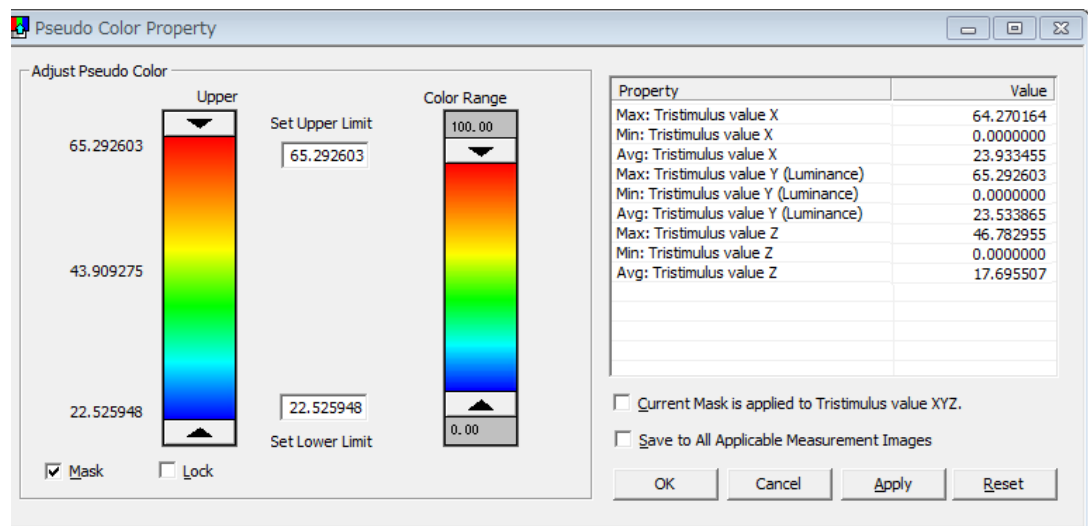 Pseudo Color Property
Adjust Pseudo Color
Upper
Color Range
Set Upper Limit
100.00
65.292603
65.292603
43.909275
22.525948
22.525948
Set Lower Limit
0.00
Mask
Lock
Property Value
Max: Tristimulus value X 64.270164
Min: Tristimulus value X 0.0000000
Avg: Tristimulus value X 23.933455
Max: Tristimulus value Y (Luminance) 65.292603
Min: Tristimulus value Y (Luminance) 0.0000000
Avg: Tristimulus value Y (Luminance) 23.533865
Max: Tristimulus value Z 46.782955
Min: Tristimulus value Z 0.0000000
Avg: Tristimulus value Z 17.695507
Current Mask is applied to Tristimulus value XYZ.
Save to All Applicable Measurement Images
OK Cancel Apply Reset